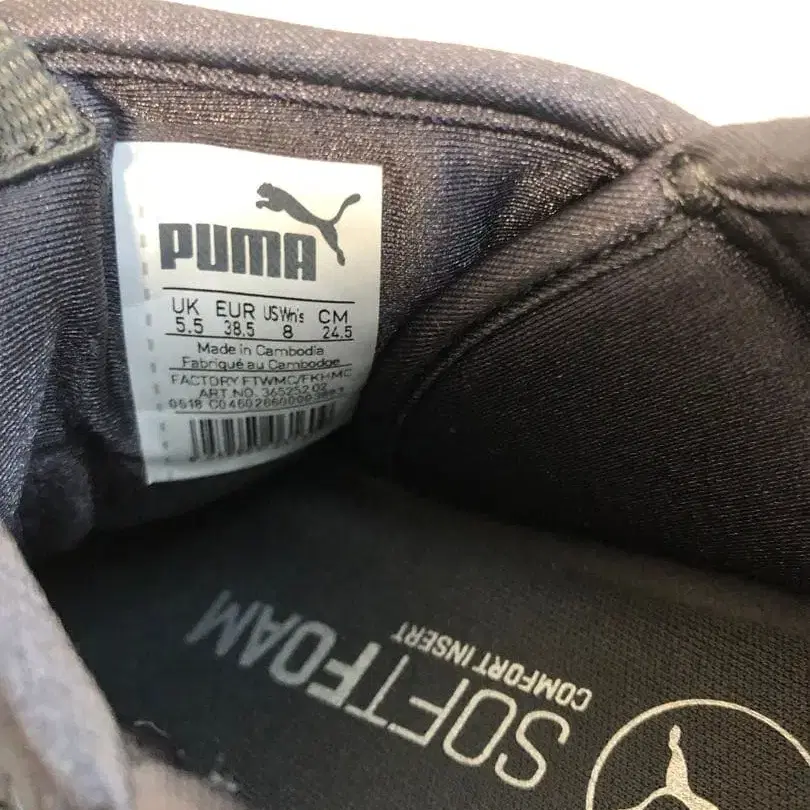 PUMA
UK EUR US Wn's CM
5.5 38.5 8 24.5
Made in Cambodia
Fabriqué au Cambodge
FACTORY FTWMC/FKHMC
ART.NO. 365252 02
0518
SOFTFOAM
COMFORT INSERT